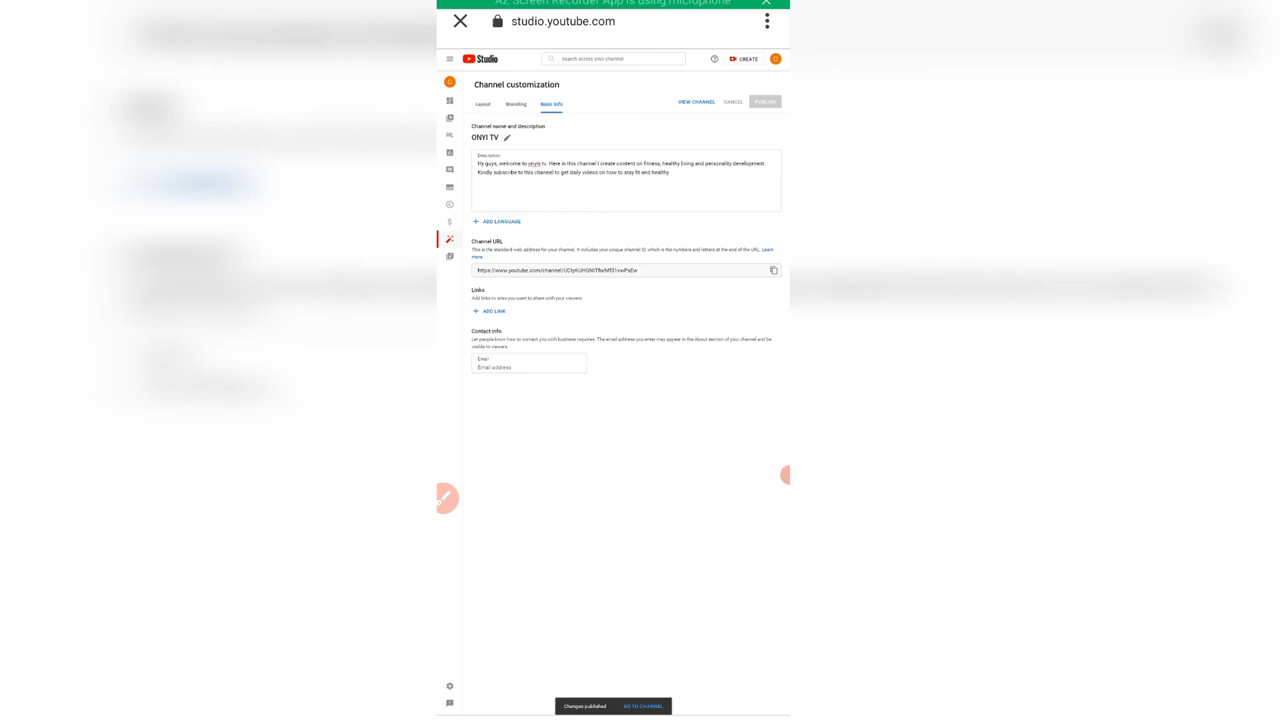 AZ Screen Recorder App is using microphone
studio.youtube.com
Studio
Search across your channel
CREATE
Channel customization
Layout
Branding
Basic info
VIEW CHANNEL
CANCEL
PUBLISH
Channel name and description
ONYI TV
Description
Hy guys, welcome to onyis tv. Here in this channel I create content on fitness, healthy living and personality development.
Kindly subscribe to this channel to get daily videos on how to stay fit and healthy
ADD LANGUAGE
Channel URL
This is the standard web address for your channel. It includes your unique channel ID, which is the numbers and letters at the end of the URL. Learn
more
Links
Add links to sites you want to share with your viewers.
ADD LINK
Contact info
Let people know how to contact you with business inquiries. The email address you enter may appear in the About section of your channel and be
visible to viewers.
Email
Email address
Changes published
GO TO CHANNEL